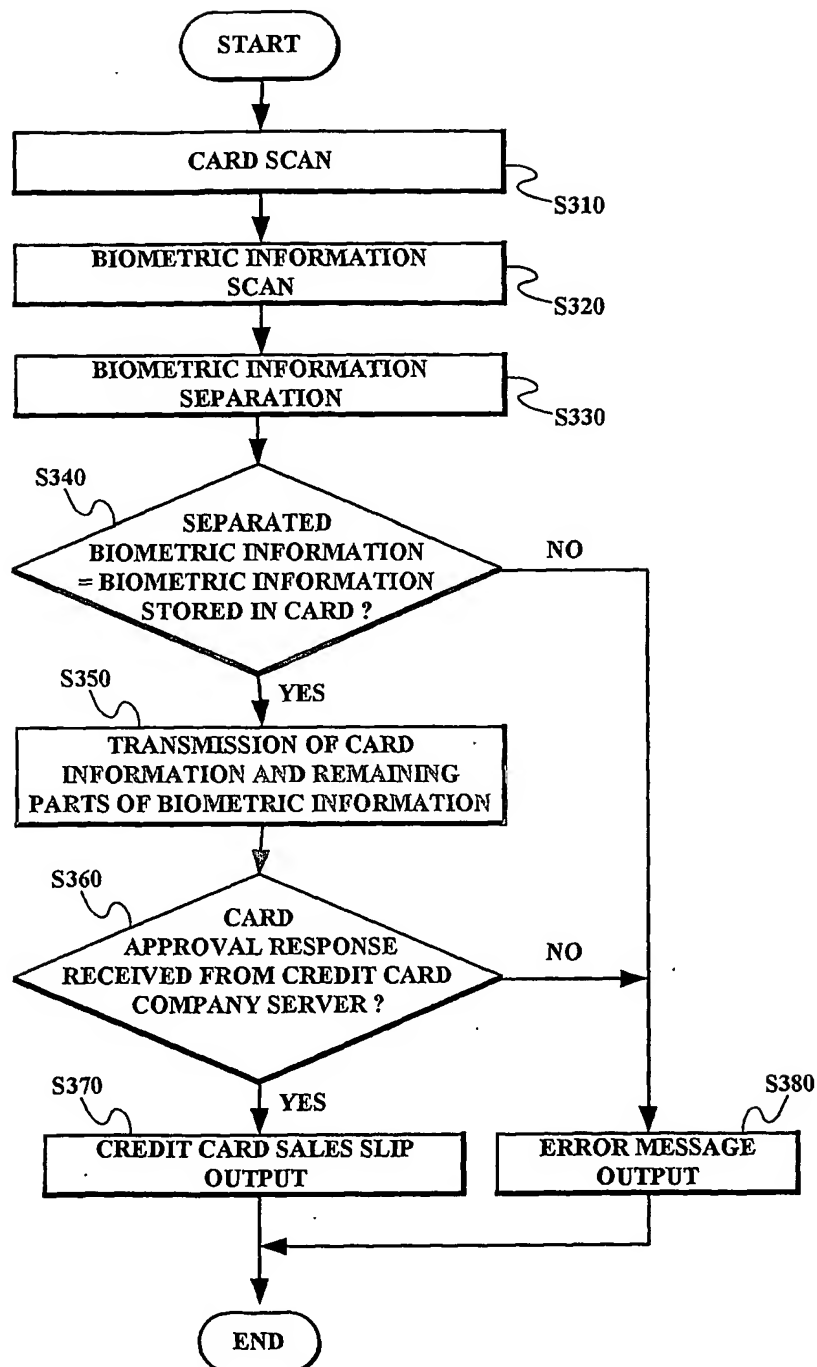 START
CARD SCAN
S310
BIOMETRIC INFORMATION
SCAN
S320
BIOMETRIC INFORMATION
SEPARATION
S330
S340
SEPARATED
BIOMETRIC INFORMATION
= BIOMETRIC INFORMATION
STORED IN CARD ?
NO
YES
S350
TRANSMISSION OF CARD
INFORMATION AND REMAINING
PARTS OF BIOMETRIC INFORMATION
S360
CARD
APPROVAL RESPONSE
RECEIVED FROM CREDIT CARD
COMPANY SERVER ?
NO
YES
S370
CREDIT CARD SALES SLIP
OUTPUT
S380
ERROR MESSAGE
OUTPUT
END